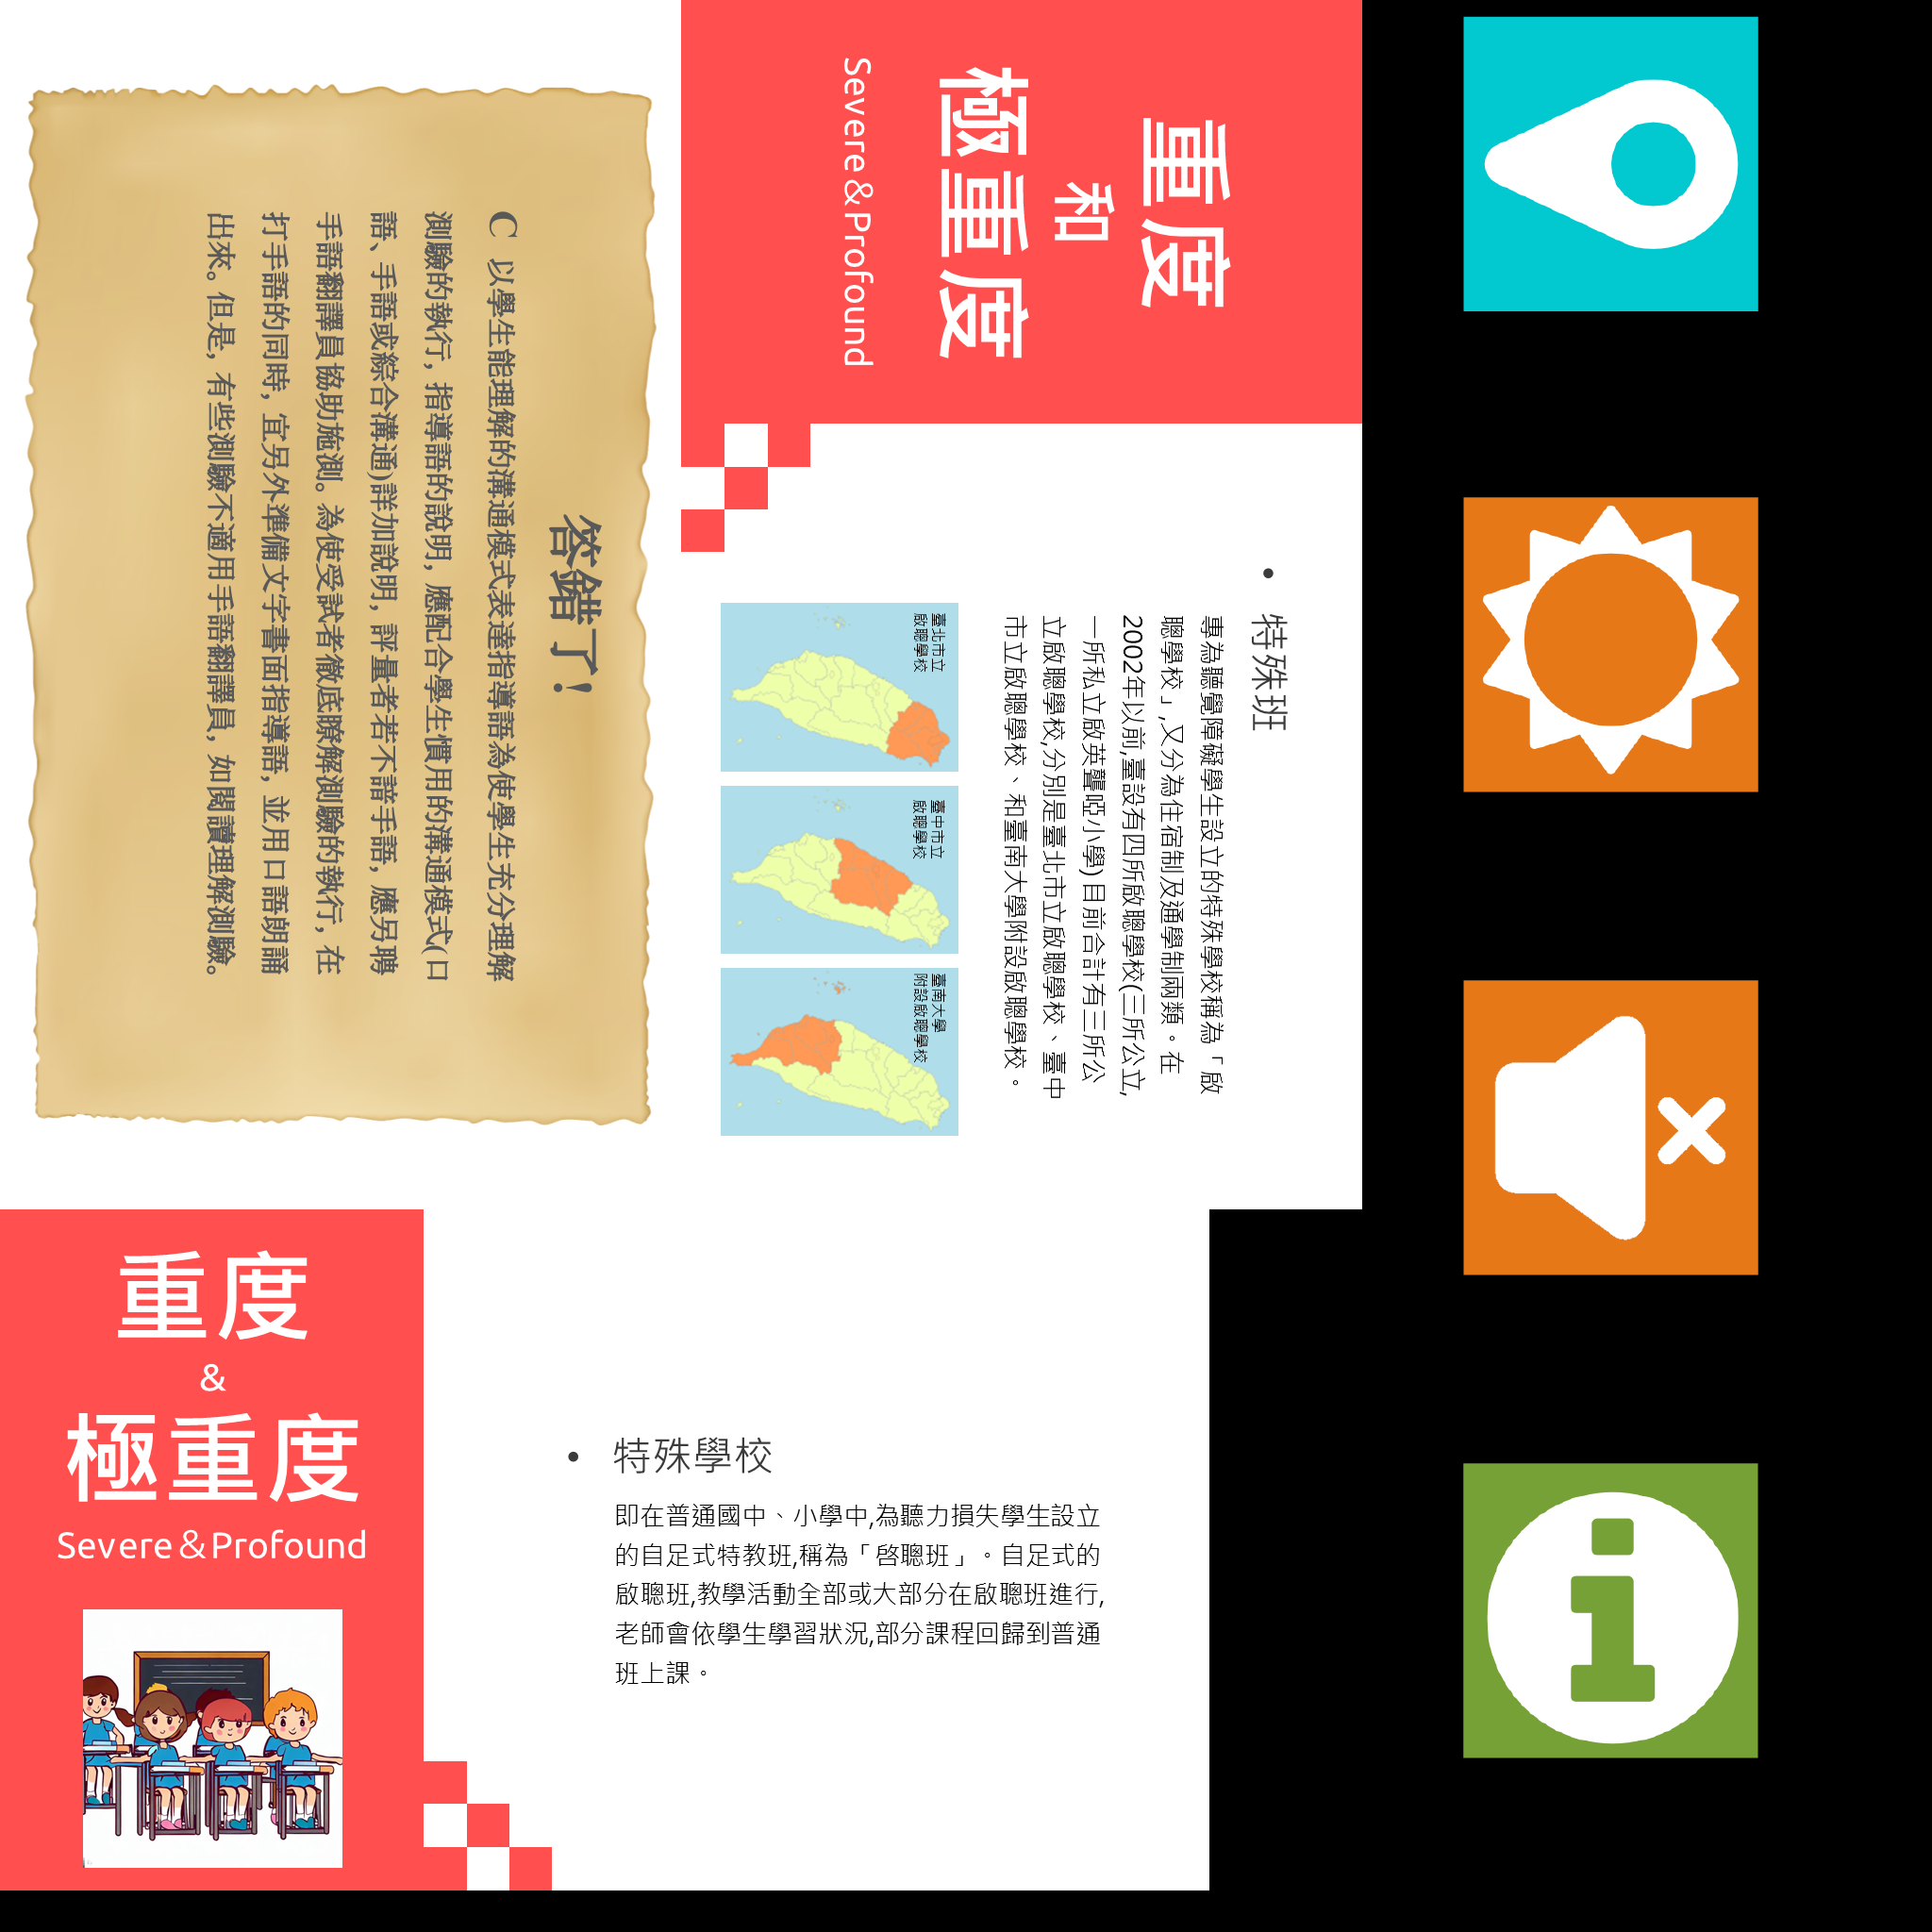 答錯了!
C 以學生能理解的溝通模式表達指導語為使學生充分理解
測驗的執行，指導語的說明，應配合學生慣用的溝通模式(口
語、手語或綜合溝通)詳加說明，評量者若不諳手語，應另聘
手語翻譯員協助施測。為使受試者徹底瞭解測驗的執行，在
打手語的同時，宜另外準備文字書面指導語，並用口語朗誦
出來。但是，有些測驗不適用手語翻譯員，如閱讀理解測驗。
重度
和
極重度
Severe&Profound
• 特殊班
專為聽覺障礙學生設立的特殊學校稱為「啟
聰學校」,又分為住宿制及通學制兩類。在
2002年以前,臺設有四所啟聰學校(三所公立,
一所私立啟英聾啞小學)目前合計有三所公
立啟聰學校,分別是臺北市立啟聰學校、臺中
市立啟聰學校、和臺南大學附設啟聰學校。
臺北市立
啟聰學校
臺中市立
啟聰學校
臺南大學
附設啟聰學校
重度
&
極重度
Severe&Profound
• 特殊學校
即在普通國中、小學中,為聽力損失學生設立
的自足式特教班,稱為「啓聰班」。自足式的
啟聰班,教學活動全部或大部分在啟聰班進行,
老師會依學生學習狀況,部分課程回歸到普通
班上課。